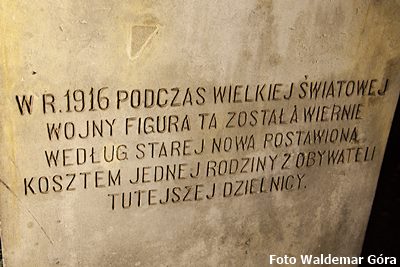 W R. 1916 PODCZAS WIELKIEJ ŚWIATOWEJ
WOJNY FIGURA TA ZOSTAŁA WIERNIE
WEDŁUG STAREJ NOWA POSTAWIONĄ
KOSZTEM JEDNEJ RODZINY Z OBYWATELI
TUTEJSZEJ DZIELNICY.
Foto Waldemar Góra